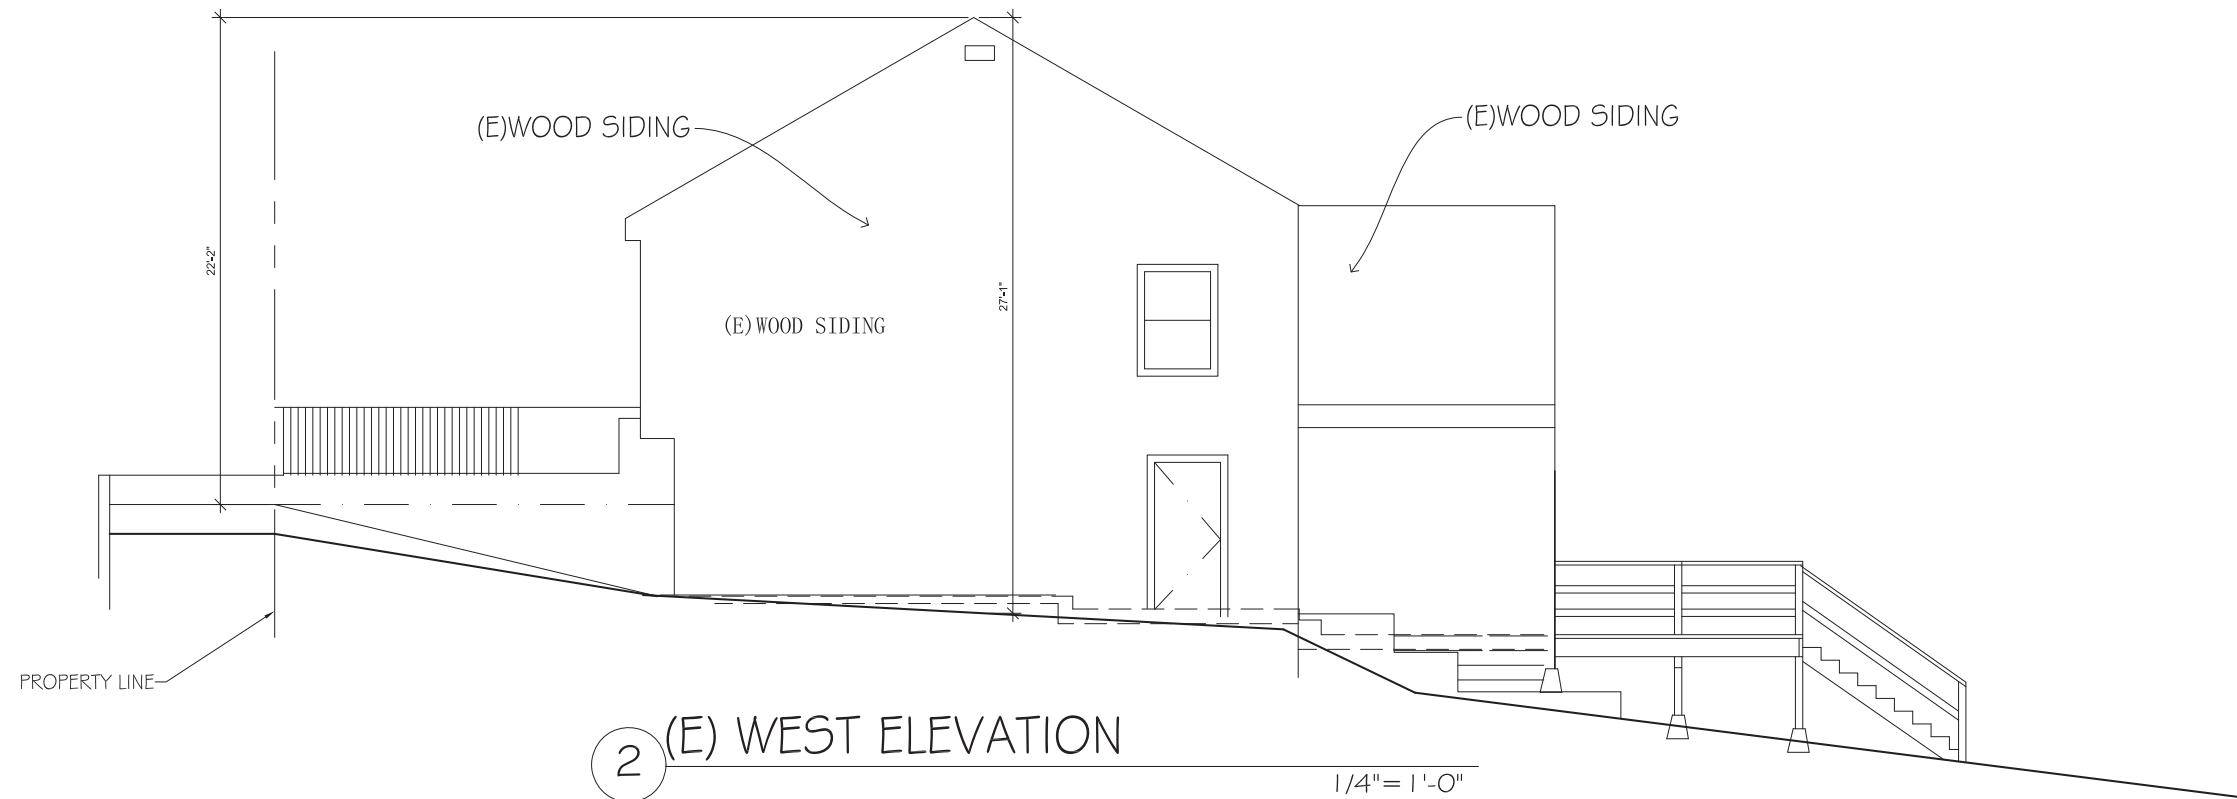 (E)WOOD SIDING
(E)WOOD SIDING
22'-2"
27'-1"
(E)WOOD SIDING
PROPERTY LINE
2
(E) WEST ELEVATION
1/4"=1'-0"